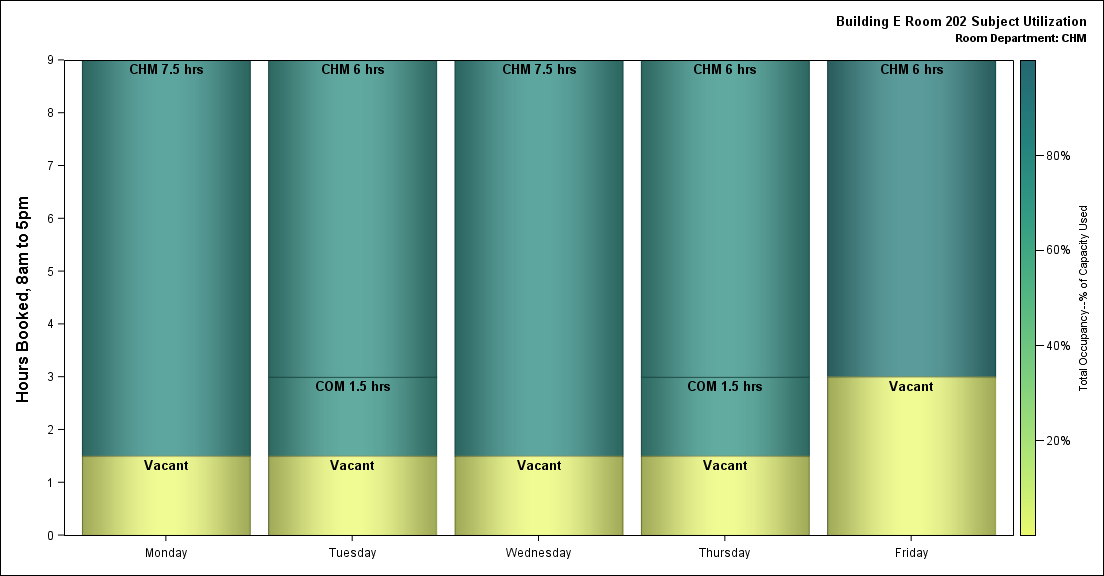 Building E Room 202 Subject Utilization
Room Department: CHM
Hours Booked, 8am to 5pm
9
8
7
6
5
4
3
2
1
0
CHM 7.5 hrs
Vacant
CHM 6 hrs
COM 1.5 hrs
Vacant
CHM 7.5 hrs
Vacant
CHM 6 hrs
COM 1.5 hrs
Vacant
CHM 6 hrs
Vacant
Monday
Tuesday
Wednesday
Thursday
Friday
80%
60%
40%
20%
Total Occupancy--% of Capacity Used